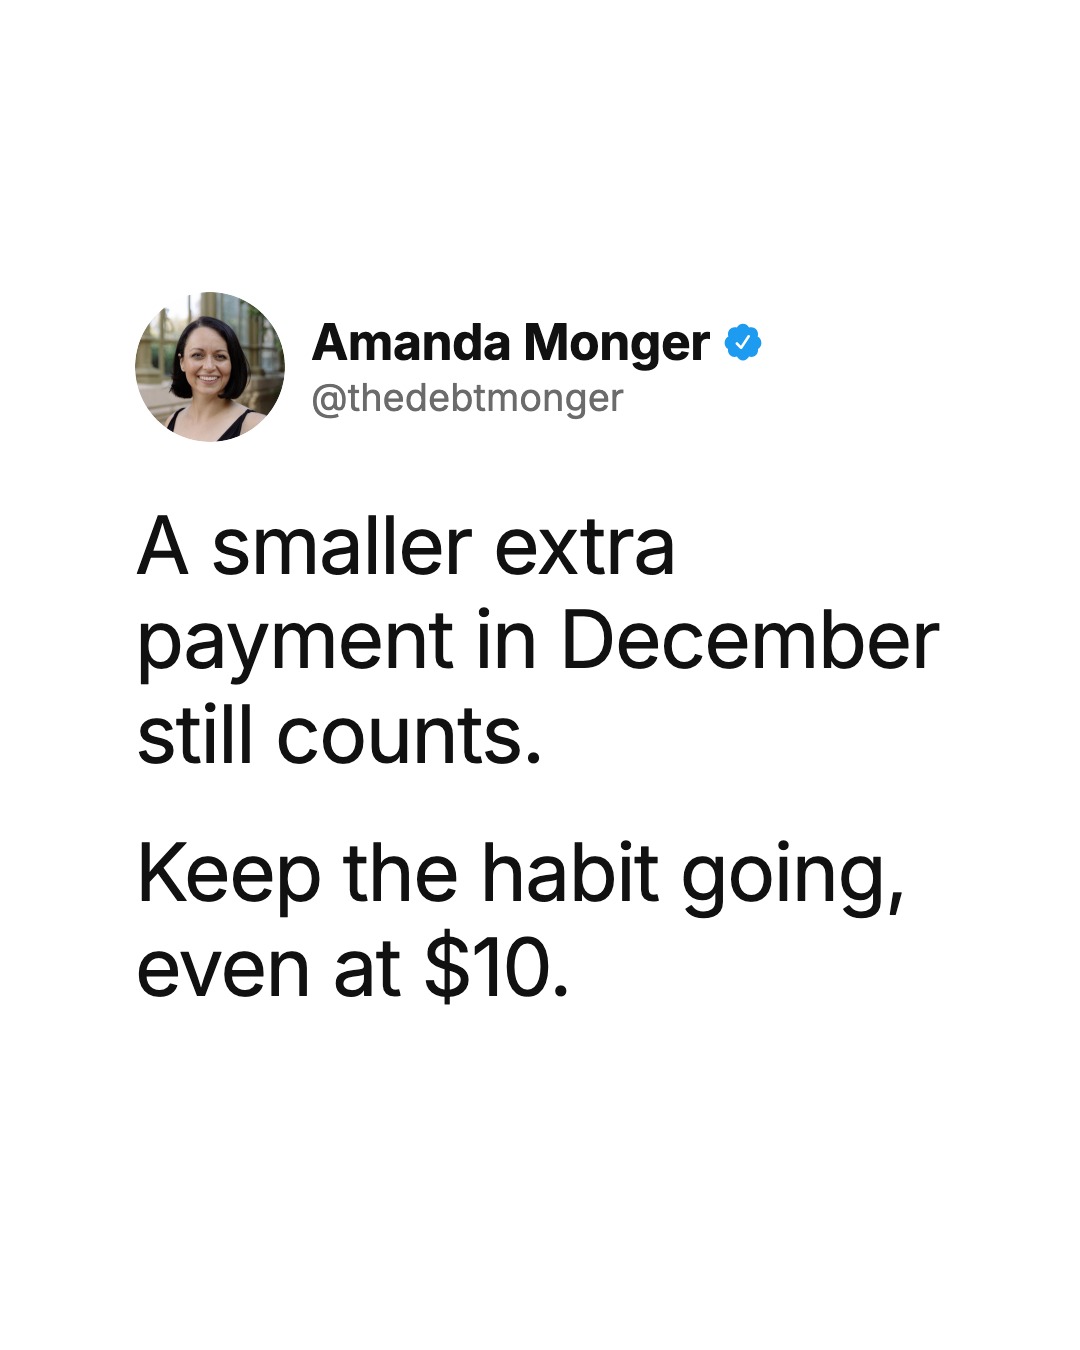 Amanda Monger
@thedebtmonger
A smaller extra
payment in December
still counts.
Keep the habit going,
even at $10.